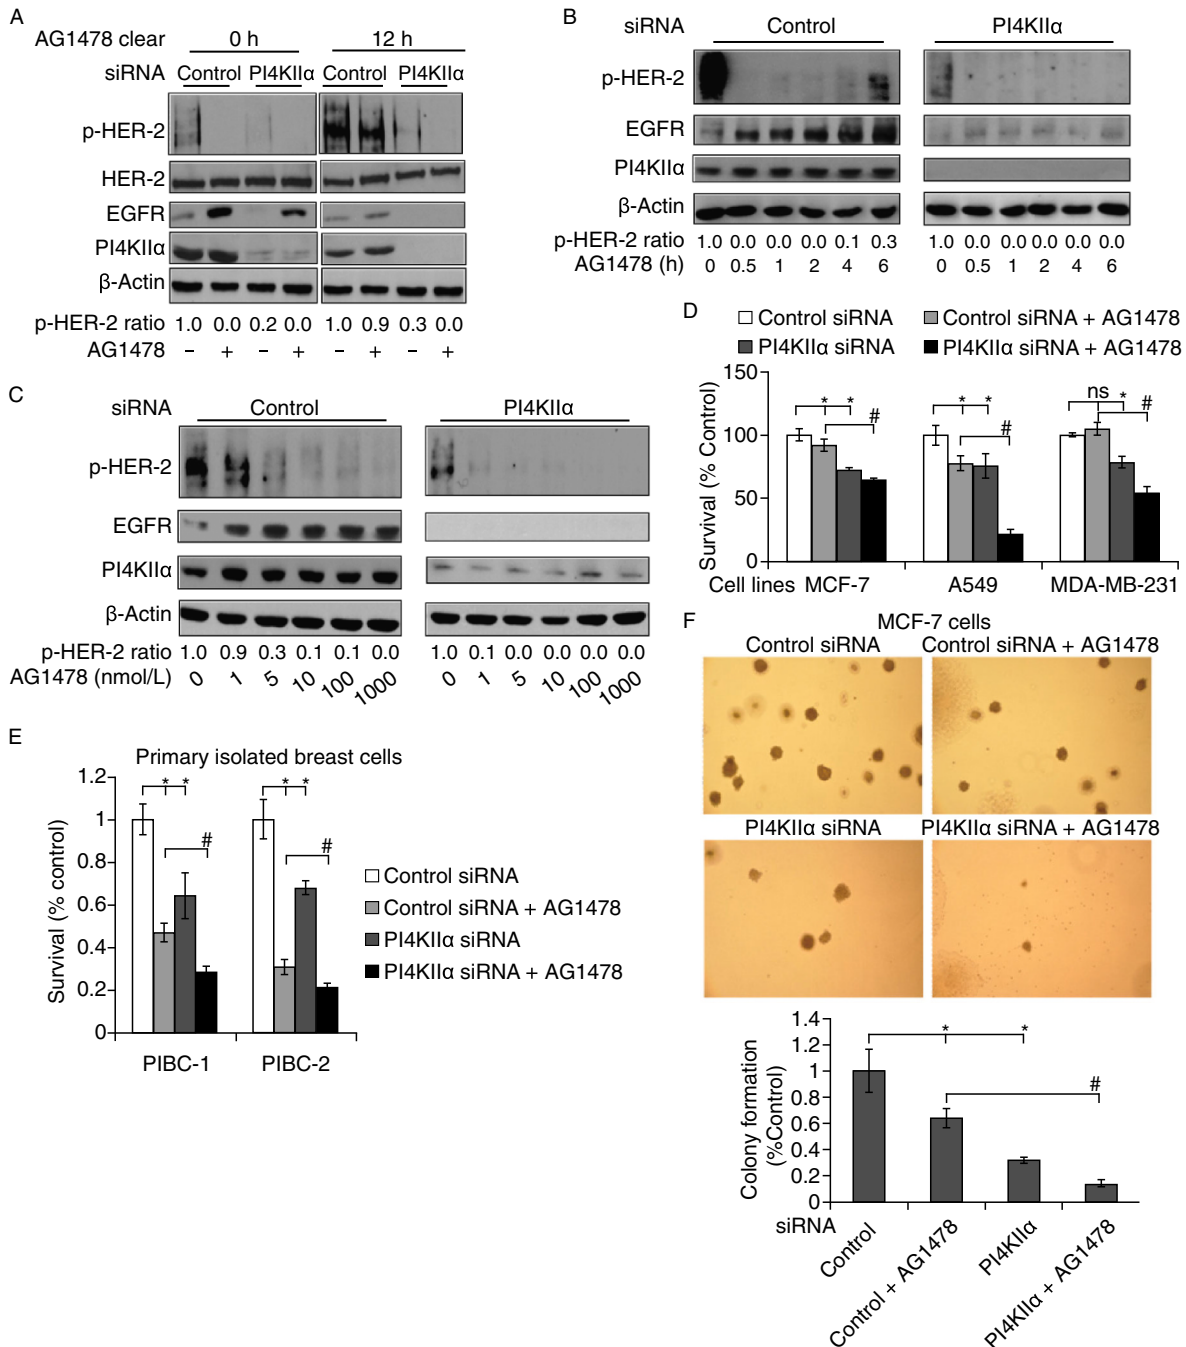 A
AG1478 clear 0 h 12 h
siRNA Control PI4KIIα Control PI4KIIα
p-HER-2
HER-2
EGFR
PI4KIIα
β-Actin
p-HER-2 ratio 1.0 0.0 0.2 0.0 1.0 0.9 0.3 0.0
AG1478 − + − + − + − +
B
siRNA Control PI4KIIα
p-HER-2
EGFR
PI4KIIα
β-Actin
p-HER-2 ratio 1.0 0.0 0.0 0.0 0.1 0.3 1.0 0.0 0.0 0.0 0.0 0.0
AG1478 (h) 0 0.5 1 2 4 6 0 0.5 1 2 4 6
C
siRNA Control PI4KIIα
p-HER-2
EGFR
PI4KIIα
β-Actin
p-HER-2 ratio 1.0 0.9 0.3 0.1 0.1 0.0 1.0 0.1 0.0 0.0 0.0 0.0
AG1478 (nmol/L) 0 1 5 10 100 1000 0 1 5 10 100 1000
D
Control siRNA Control siRNA + AG1478
PI4KIIα siRNA PI4KIIα siRNA + AG1478
Survival (% Control)
150
100
50
0
* * # * * # ns * #
Cell lines MCF-7 A549 MDA-MB-231
E
Primary isolated breast cells
Survival (% control)
1.2
1
0.8
0.6
0.4
0.2
0
* * # * * #
PIBC-1 PIBC-2
Control siRNA
Control siRNA + AG1478
PI4KIIα siRNA
PI4KIIα siRNA + AG1478
F
MCF-7 cells
Control siRNA Control siRNA + AG1478
PI4KIIα siRNA PI4KIIα siRNA + AG1478
Colony formation
(%Control)
1.4
1.2
1
0.8
0.6
0.4
0.2
0
* * #
siRNA Control Control + AG1478 PI4KIIα PI4KIIα + AG1478